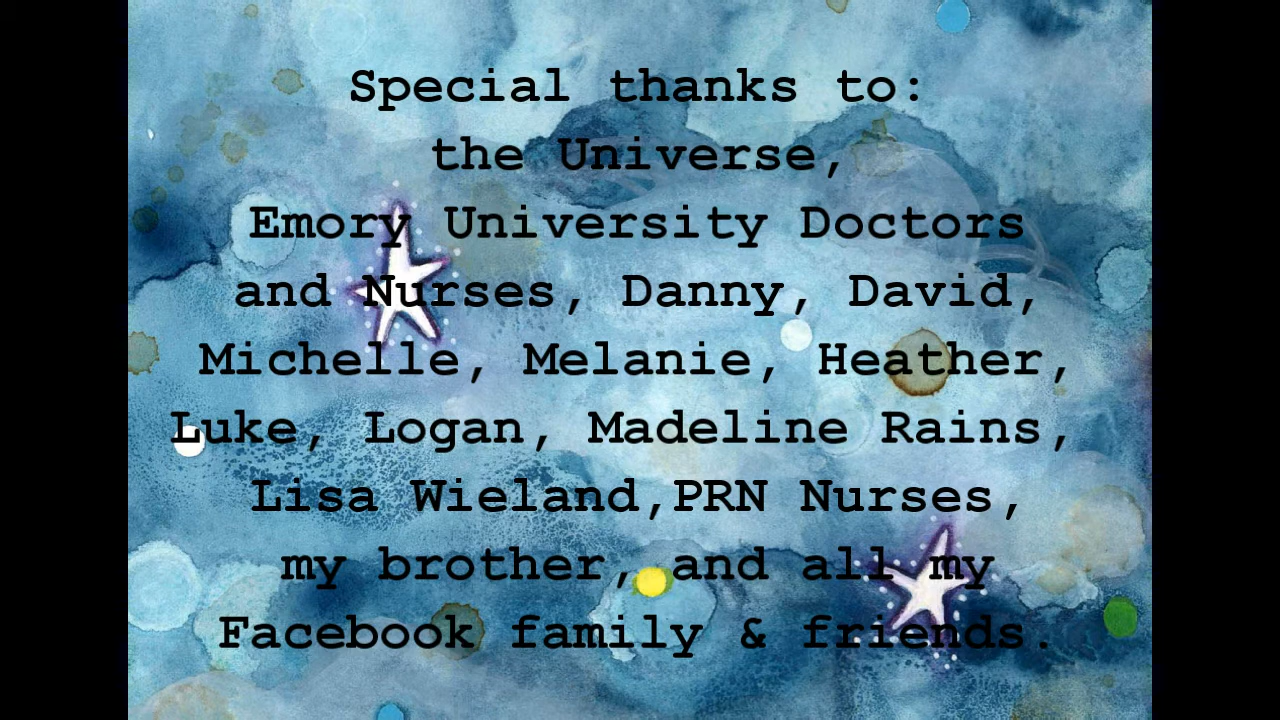 Special thanks to:
the Universe,
Emory University Doctors
and Nurses, Danny, David,
Michelle, Melanie, Heather,
Luke, Logan, Madeline Rains,
Lisa Wieland,PRN Nurses,
my brother, and all my
Facebook family & friends.